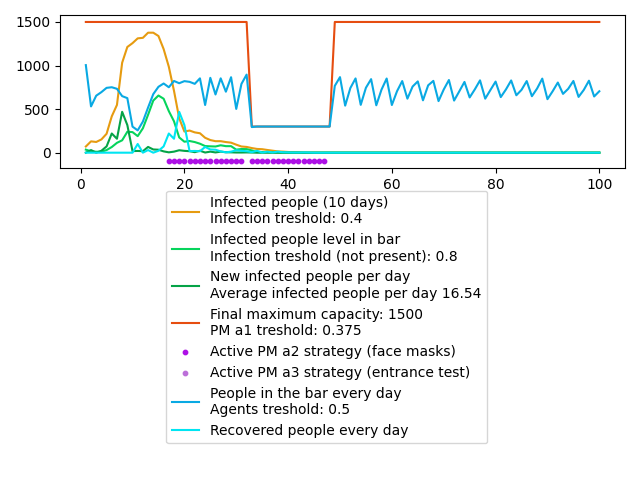 1500
1000
500
0
0
20
40
60
80
100
Infected people (10 days)
Infection treshold: 0.4
Infected people level in bar
Infection treshold (not present): 0.8
New infected people per day
Average infected people per day 16.54
Final maximum capacity: 1500
PM a1 treshold: 0.375
Active PM a2 strategy (face masks)
Active PM a3 strategy (entrance test)
People in the bar every day
Agents treshold: 0.5
Recovered people every day